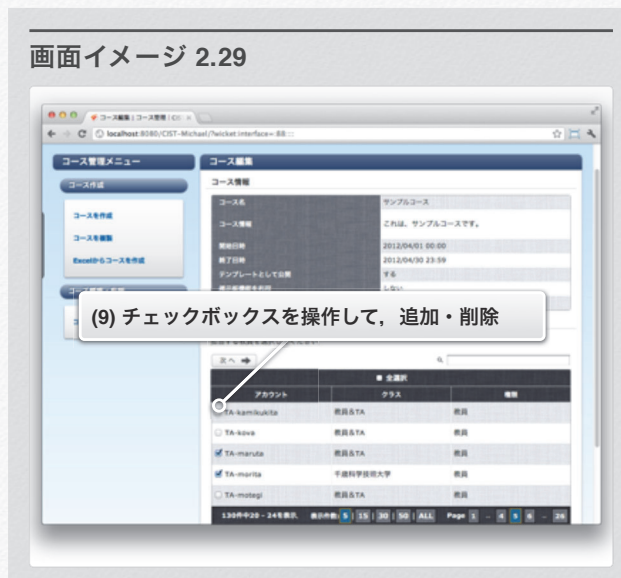 画面イメージ 2.29
コース編集 | コース管理 | CIS
localhost:8080/CIST-Michael/?wicket:interface=:88:::
コース管理メニュー
コース作成
コースを作成
コースを複製
Excelからコースを作成
コース編集
コース情報
コース名 サンプルコース
コース情報 これは、サンプルコースです。
開始日時 2012/04/01 00:00
終了日時 2012/04/30 23:59
テンプレートとして公開 する
しない
(9) チェックボックスを操作して，追加・削除
次へ
全選択
アカウント クラス 種類
TA-kamikukita 教員&TA 教員
TA-kova 教員&TA 教員
TA-maruta 教員&TA 教員
TA-morita 千歳科学技術大学 教員
TA-motegi 教員&TA 教員
130件中20 - 24を表示. 表示件数: 5 | 15 | 30 | 50 | ALL Page 1 … 4 5 6 … 26